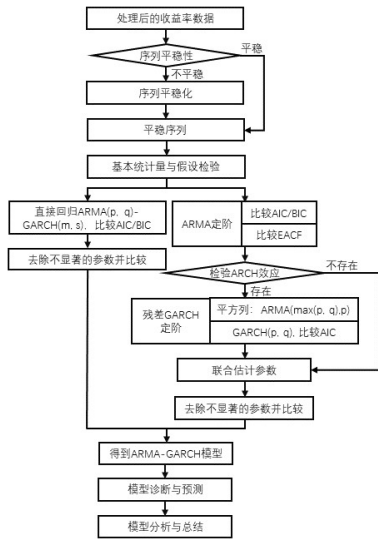 处理后的收益率数据
序列平稳性
平稳
不平稳
序列平稳化
平稳序列
基本统计量与假设检验
直接回归ARMA(p, q)-
GARCH(m, s)，比较AIC/BIC
去除不显著的参数并比较
ARMA定阶
比较AIC/BIC
比较EACF
检验ARCH效应
不存在
存在
残差GARCH
定阶
平方列：ARMA(max(p, q),p)
GARCH(p, q), 比较AIC
联合估计参数
去除不显著的参数并比较
得到ARMA-GARCH模型
模型诊断与预测
模型分析与总结